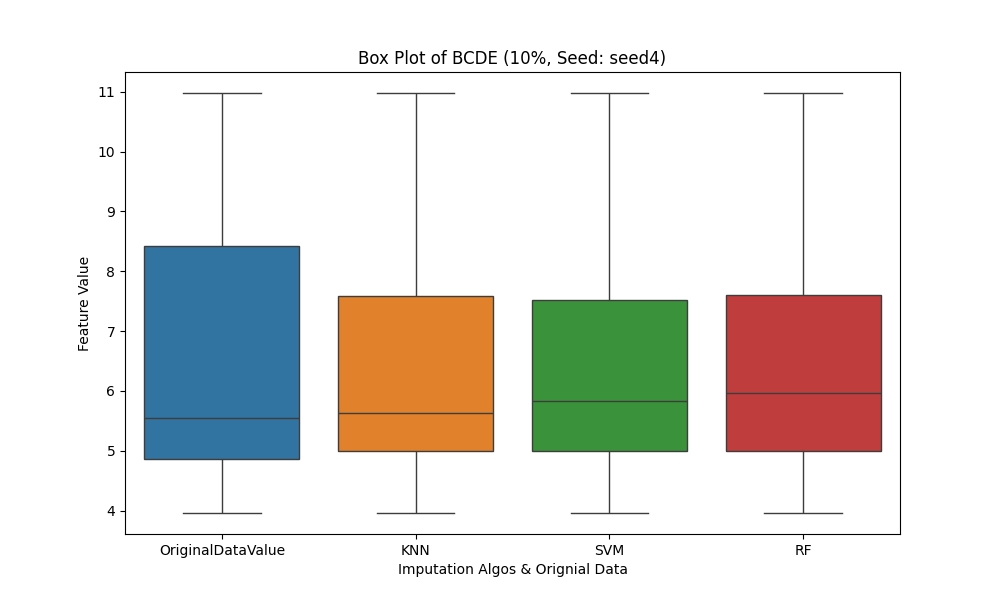 Box Plot of BCDE (10%, Seed: seed4)
11
10
9
8
7
6
5
4
Feature Value
OriginalDataValue KNN SVM RF
Imputation Algos & Orignial Data